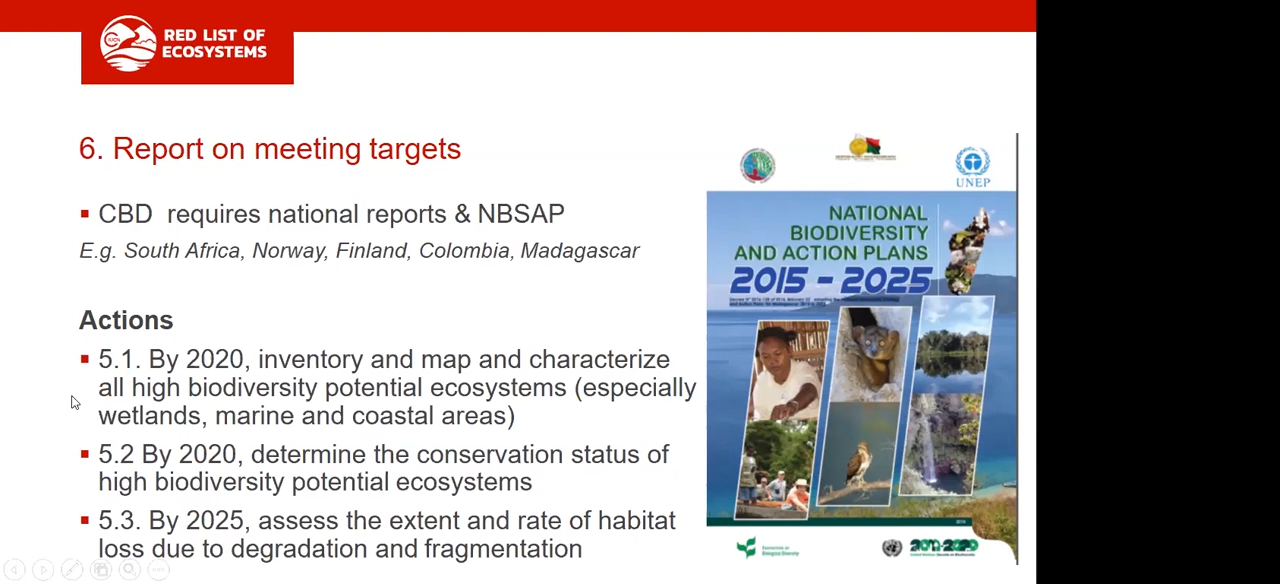 RED LIST OF
ECOSYSTEMS
6. Report on meeting targets
▪ CBD requires national reports & NBSAP
E.g. South Africa, Norway, Finland, Colombia, Madagascar
Actions
▪ 5.1. By 2020, inventory and map and characterize
all high biodiversity potential ecosystems (especially
wetlands, marine and coastal areas)
▪ 5.2 By 2020, determine the conservation status of
high biodiversity potential ecosystems
▪ 5.3. By 2025, assess the extent and rate of habitat
loss due to degradation and fragmentation
UNEP
NATIONAL
BIODIVERSITY
AND ACTION PLANS
2015 - 2025